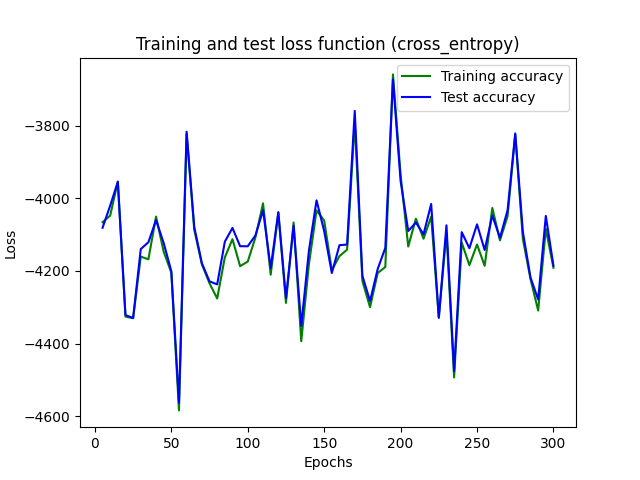 Training and test loss function (cross_entropy)
Training accuracy
Test accuracy
Loss
−3800
−4000
−4200
−4400
−4600
0 50 100 150 200 250 300
Epochs